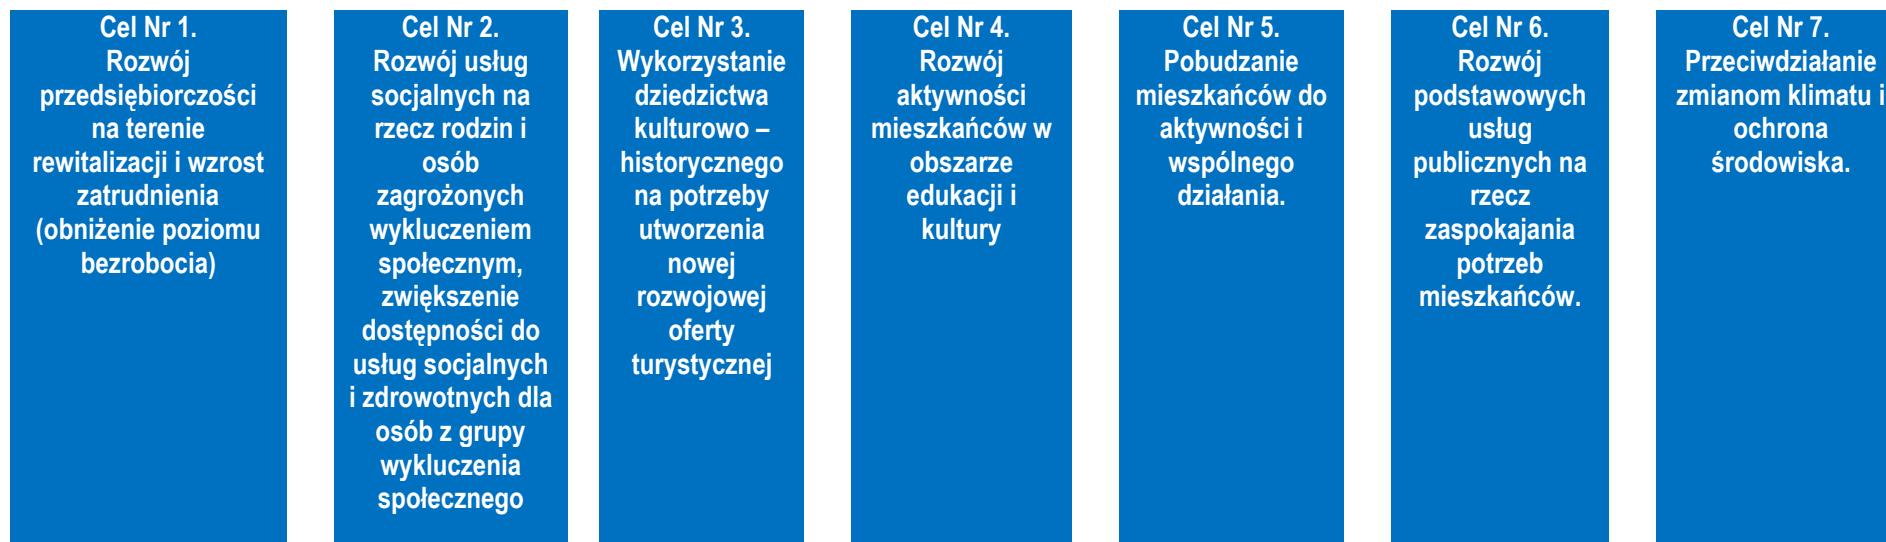 Cel Nr 1.
Rozwój
przedsiębiorczości
na terenie
rewitalizacji i wzrost
zatrudnienia
(obniżenie poziomu
bezrobocia)
Cel Nr 2.
Rozwój usług
socjalnych na
rzecz rodzin i
osób
zagrożonych
wykluczeniem
społecznym,
zwiększenie
dostępności do
usług socjalnych
i zdrowotnych dla
osób z grupy
wykluczenia
społecznego
Cel Nr 3.
Wykorzystanie
dziedzictwa
kulturowo –
historycznego
na potrzeby
utworzenia
nowej
rozwojowej
oferty
turystycznej
Cel Nr 4.
Rozwój
aktywności
mieszkańców w
obszarze
edukacji i
kultury
Cel Nr 5.
Pobudzanie
mieszkańców do
aktywności i
wspólnego
działania.
Cel Nr 6.
Rozwój
podstawowych
usług
publicznych na
rzecz
zaspokajania
potrzeb
mieszkańców.
Cel Nr 7.
Przeciwdziałanie
zmianom klimatu i
ochrona
środowiska.